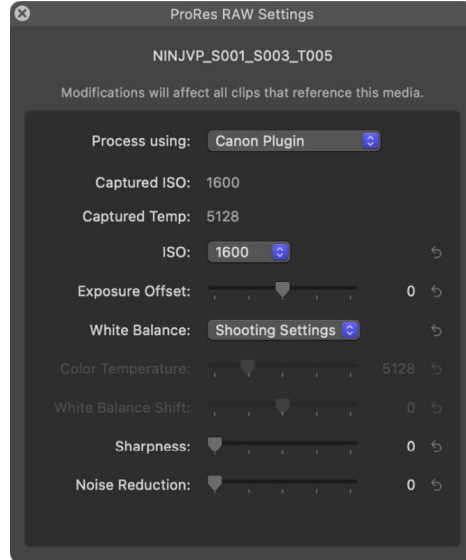 ProRes RAW Settings
NINJVP_S001_S003_T005
Modifications will affect all clips that reference this media.
Process using: Canon Plugin
Captured ISO: 1600
Captured Temp: 5128
ISO: 1600
Exposure Offset: 0
White Balance: Shooting Settings
Color Temperature: 5128
White Balance Shift: 0
Sharpness: 0
Noise Reduction: 0